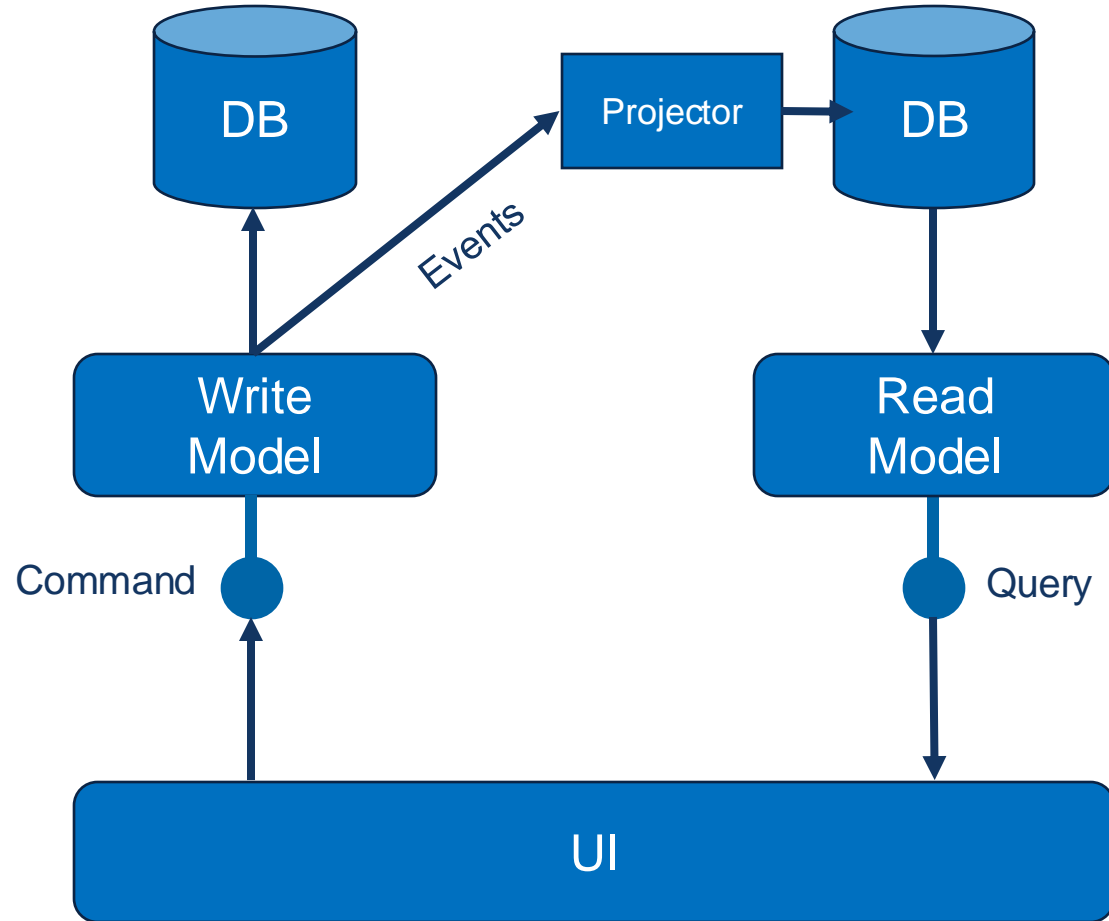 DB
Projector
DB
Events
Write
Model
Read
Model
Command
Query
UI